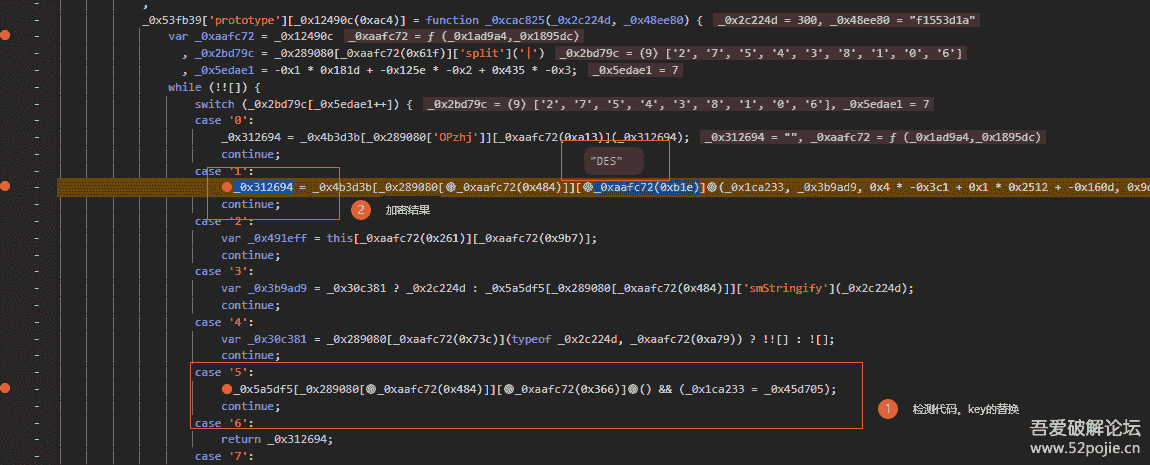 ,
_0x53fb39['prototype'][_0x12490c(0xac4)] = function _0xcac825(_0x2c224d, _0x48ee80) { _0x2c224d = 300, _0x48ee80 = "f1553d1a"
var _0xaafc72 = _0x12490c _0xaafc72 = ƒ (_0x1ad9a4,_0x1895dc)
, _0x2bd79c = _0x289080[_0xaafc72(0x61f)]['split']('|') _0x2bd79c = (9) ['2', '7', '5', '4', '3', '8', '1', '0', '6']
, _0x5edae1 = -0x1 * 0x181d + -0x125e * -0x2 + 0x435 * -0x3; _0x5edae1 = 7
while (!![]) {
switch (_0x2bd79c[_0x5edae1++]) { _0x2bd79c = (9) ['2', '7', '5', '4', '3', '8', '1', '0', '6'], _0x5edae1 = 7
case '0':
_0x312694 = _0x4b3d3b[_0x289080['OPzhj']][_0xaafc72(0xa13)](_0x312694); _0x312694 = "", _0xaafc72 = ƒ (_0x1ad9a4,_0x1895dc)
continue;
"DES"
case '1':
_0x312694 = _0x4b3d3b[_0x289080[_0xaafc72(0x484)]][_0xaafc72(0xb1e)](_0x1ca233, _0x3b9ad9, 0x4 * -0x3c1 + 0x1 * 0x2512 + -0x160d, 0x9d
continue;
2 加密结果
case '2':
var _0x491eff = this[_0xaafc72(0x261)][_0xaafc72(0x9b7)];
continue;
case '3':
var _0x3b9ad9 = _0x30c381 ? _0x2c224d : _0x5a5df5[_0x289080[_0xaafc72(0x484)]]['smStringify'](_0x2c224d);
continue;
case '4':
var _0x30c381 = _0x289080[_0xaafc72(0x73c)](typeof _0x2c224d, _0xaafc72(0xa79)) ? !![] : ![];
continue;
case '5':
_0x5a5df5[_0x289080[_0xaafc72(0x484)]][_0xaafc72(0x366)]() && (_0x1ca233 = _0x45d705);
continue;
1 检测代码。key的替换
case '6':
return _0x312694;
case '7':
吾爱破解论坛
www.52pojie.cn